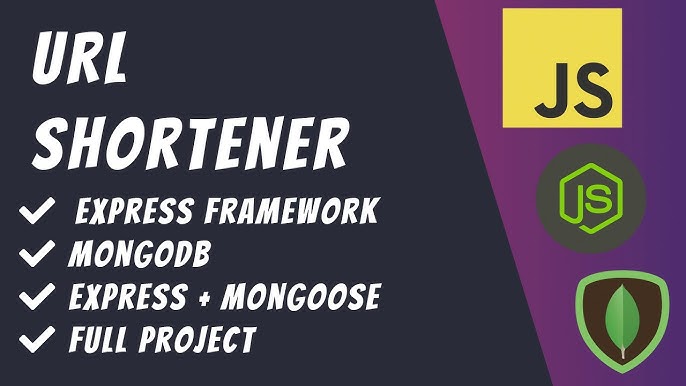 URL
SHORTENER
EXPRESS FRAMEWORK
MONGODB
EXPRESS + MONGOOSE
FULL PROJECT
JS
JS